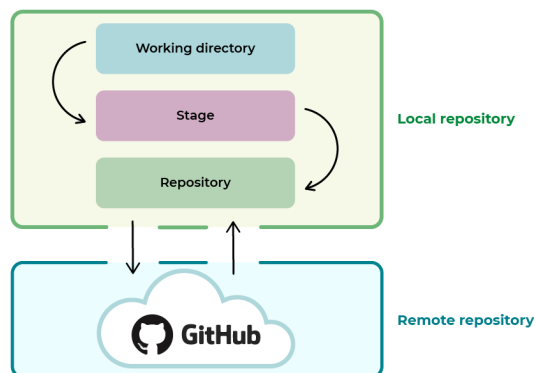 Working directory
Stage
Local repository
Repository
GitHub
Remote repository